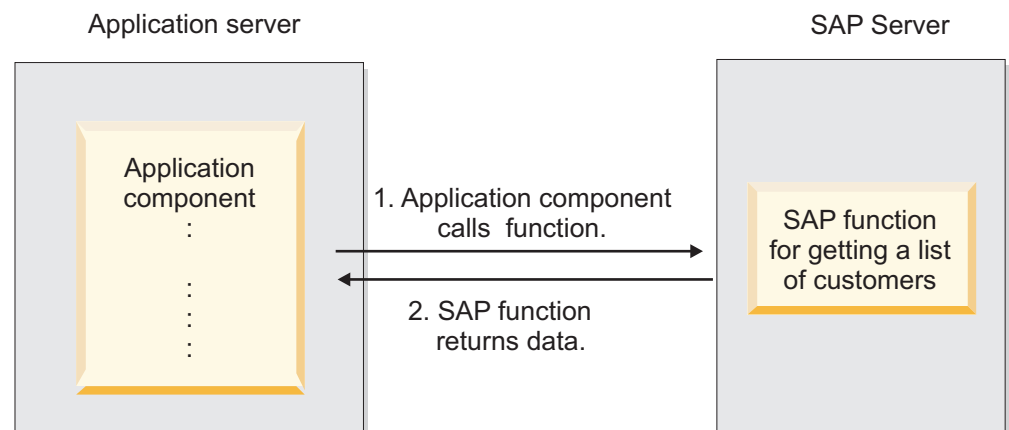 Application server
SAP Server
Application
component
:
:
:
:
1. Application component
calls function.
2. SAP function
returns data.
SAP function
for getting a list
of customers